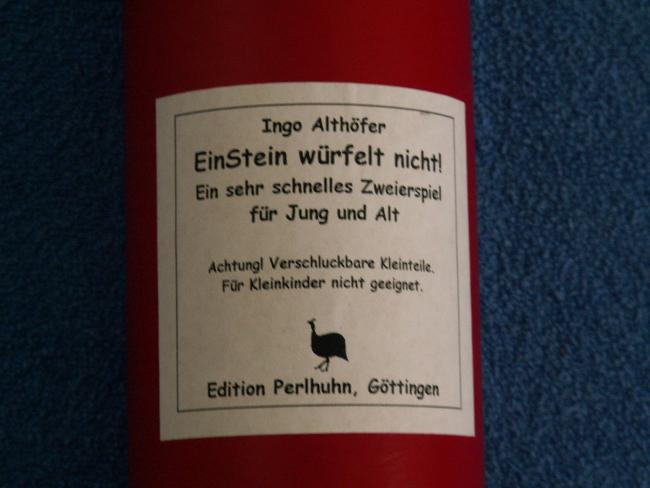 Ingo Althöfer
EinStein würfelt nicht!
Ein sehr schnelles Zweierspiel
für Jung und Alt
Achtung! Verschluckbare Kleinteile.
Für Kleinkinder nicht geeignet.
Edition Perlhuhn, Göttingen